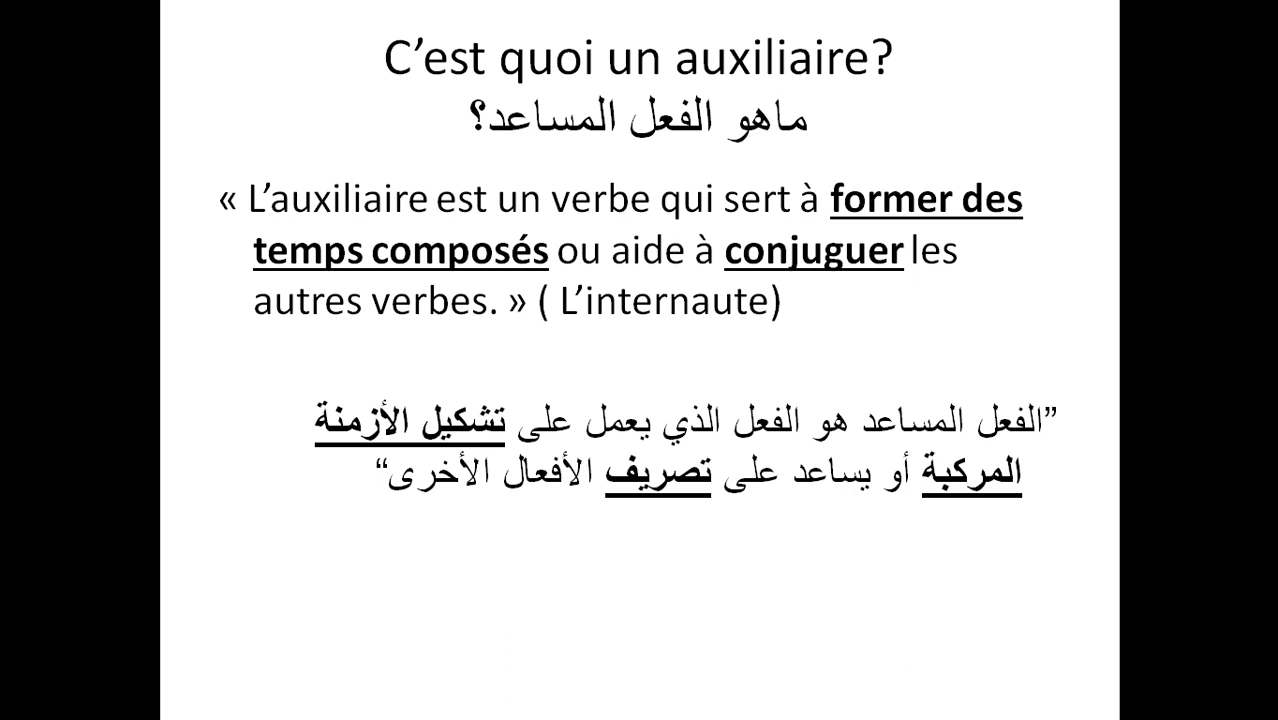 C’est quoi un auxiliaire?
ماهو الفعل المساعد؟
« L’auxiliaire est un verbe qui sert à former des
temps composés ou aide à conjuguer les
autres verbes. » ( L’internaute)
”الفعل المساعد هو الفعل الذي يعمل على تشكيل الأزمنة
المركبة أو يساعد على تصريف الأفعال الأخرى“